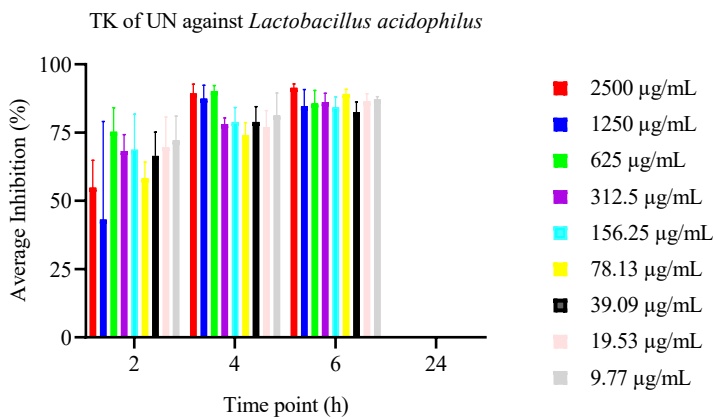 TK of UN against Lactobacillus acidophilus
Average Inhibition (%)
100
75
50
25
0
2 4 6 24
Time point (h)
2500 µg/mL
1250 µg/mL
625 µg/mL
312.5 µg/mL
156.25 µg/mL
78.13 µg/mL
39.09 µg/mL
19.53 µg/mL
9.77 µg/mL